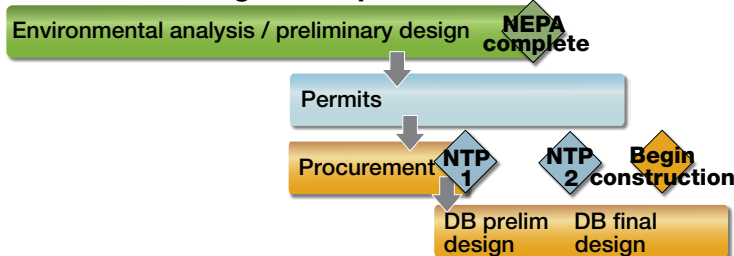 Environmental analysis / preliminary design
NEPA
complete
Permits
Procurement
NTP
1
NTP
2
Begin
construction
DB prelim
design
DB final
design